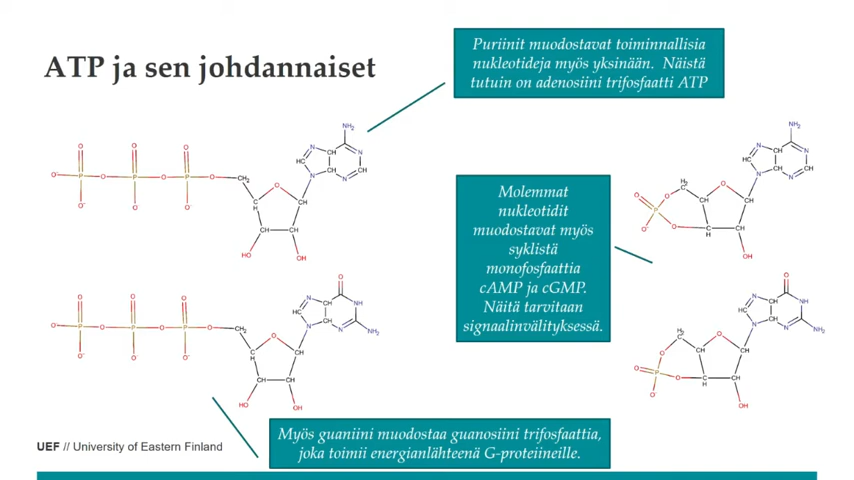 ATP ja sen johdannaiset
Puriinit muodostavat toiminnallisia
nukleotideja myös yksinään. Näistä
tutuin on adenosiini trifosfaatti ATP
Molemmat
nukleotidit
muodostavat myös
syklistä
monofosfaattia
cAMP ja cGMP.
Näitä tarvitaan
signaalinvälityksessä.
Myös guaniini muodostaa guanosiini trifosfaattia,
joka toimii energianlähteenä G-proteiineille.
UEF // University of Eastern Finland